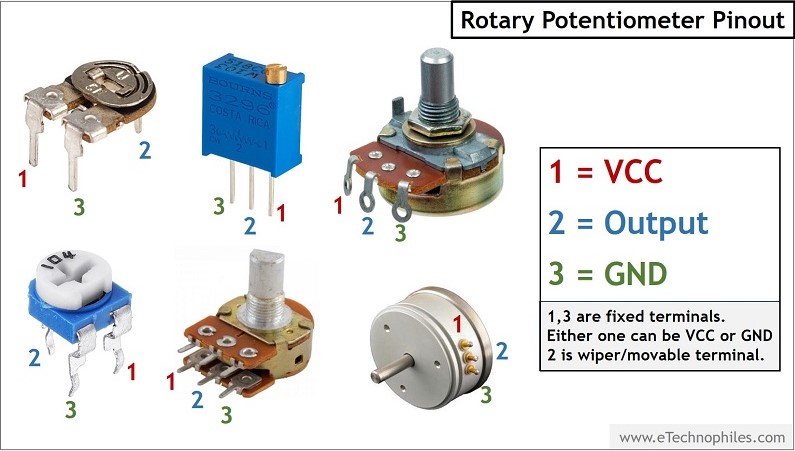 Rotary Potentiometer Pinout
BOURNS
3296
COSTA RICA
1
2
3
3
2
1
1
2
3
104
2
1
3
1
2
3
1
2
3
1 = VCC
2 = Output
3 = GND
1,3 are fixed terminals.
Either one can be VCC or GND
2 is wiper/movable terminal.
www.eTechnophiles.com